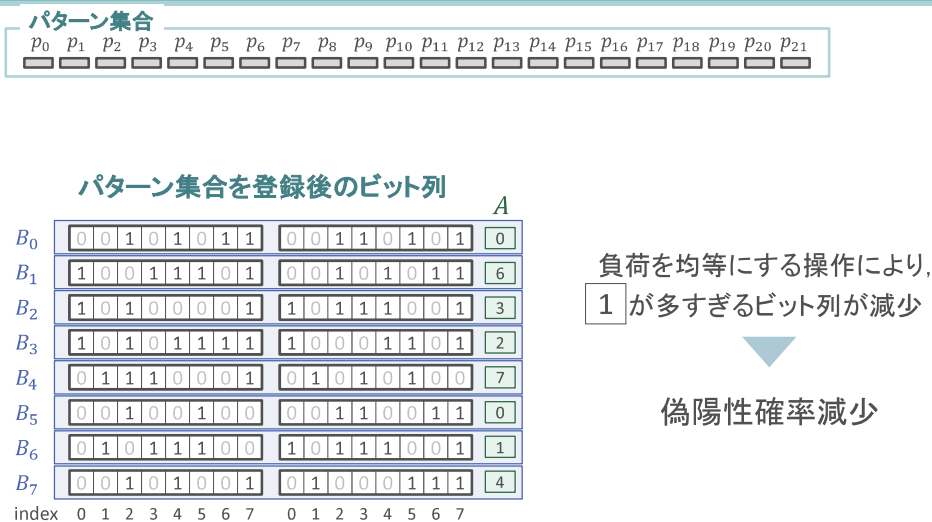 パターン集合
p0 p1 p2 p3 p4 p5 p6 p7 p8 p9 p10 p11 p12 p13 p14 p15 p16 p17 p18 p19 p20 p21
パターン集合を登録後のビット列
A
B0 0 0 1 0 1 0 1 1 0 0 1 1 0 1 0 1 0
B1 1 0 0 1 1 1 0 1 0 0 1 0 1 0 1 1 6
B2 1 0 1 0 0 0 0 1 1 0 1 1 1 0 0 1 3
B3 1 0 1 0 1 1 1 1 1 0 0 0 1 1 0 1 2
B4 0 1 1 1 0 0 0 1 0 1 0 1 0 1 0 0 7
B5 0 0 1 0 0 1 0 0 0 0 1 1 0 0 1 1 0
B6 0 1 0 1 1 1 0 0 1 0 1 1 1 0 0 1 1
B7 0 0 1 0 1 0 0 1 0 1 0 0 0 1 1 1 4
index 0 1 2 3 4 5 6 7 0 1 2 3 4 5 6 7
負荷を均等にする操作により,
1 が多すぎるビット列が減少
偽陽性確率減少